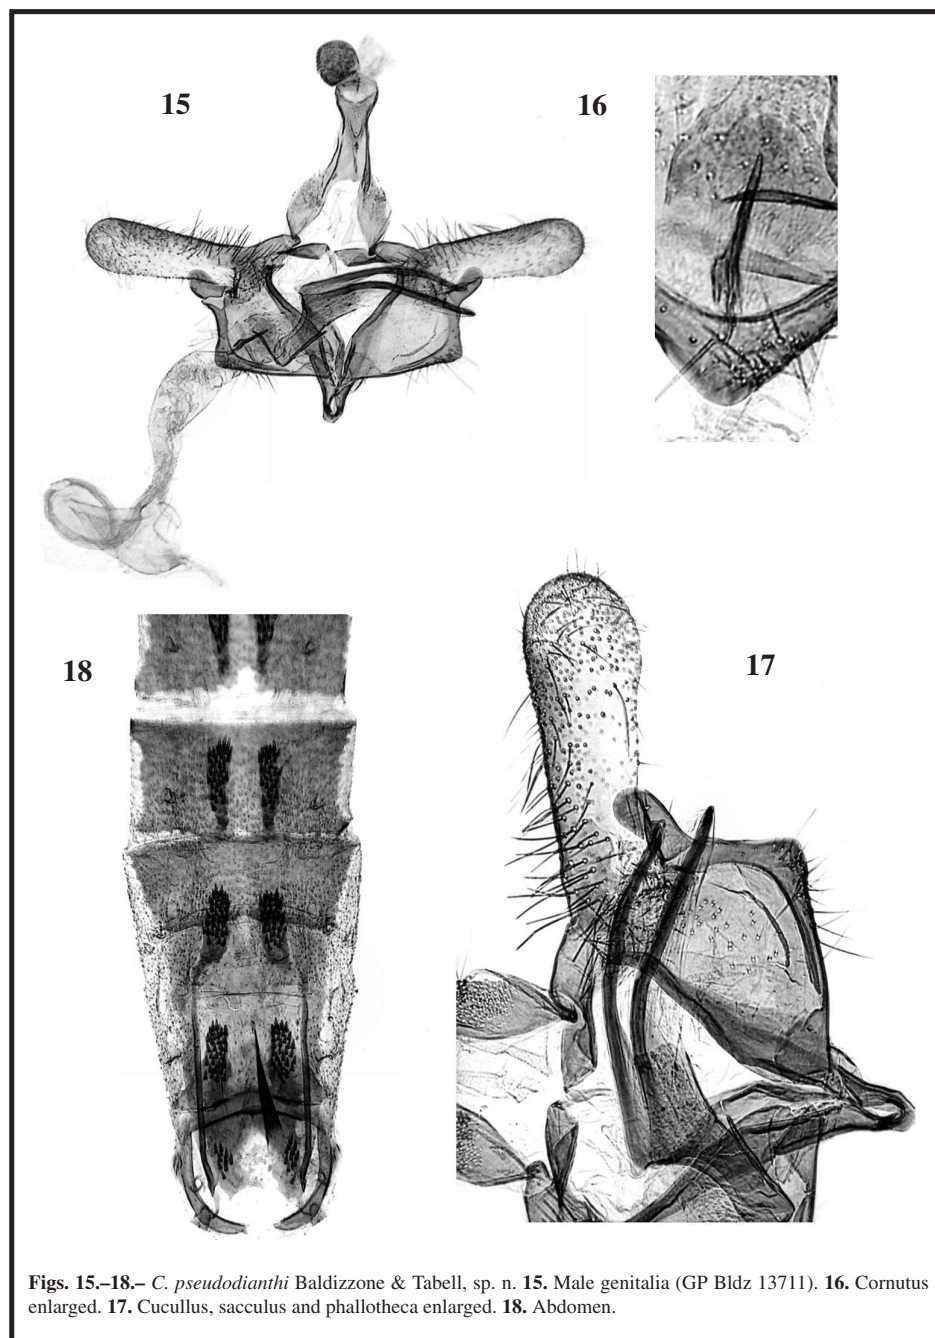 15
16
18
17
Figs. 15.–18.– C. pseudodianthi Baldizzone & Tabell, sp. n. 15. Male genitalia (GP Bldz 13711). 16. Cornutus
enlarged. 17. Cucullus, sacculus and phallotheca enlarged. 18. Abdomen.